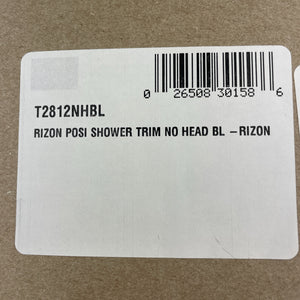 0 26508 30158 6
T2812NHBL
RIZON POSI SHOWER TRIM NO HEAD BL –RIZON